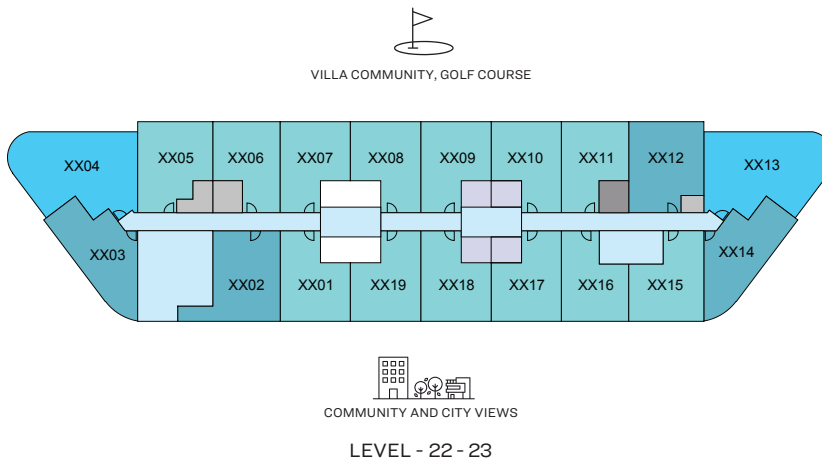 VILLA COMMUNITY, GOLF COURSE
XX04
XX05
XX06
XX07
XX08
XX09
XX10
XX11
XX12
XX13
XX03
XX02
XX01
XX19
XX18
XX17
XX16
XX15
XX14
COMMUNITY AND CITY VIEWS
LEVEL - 22 - 23